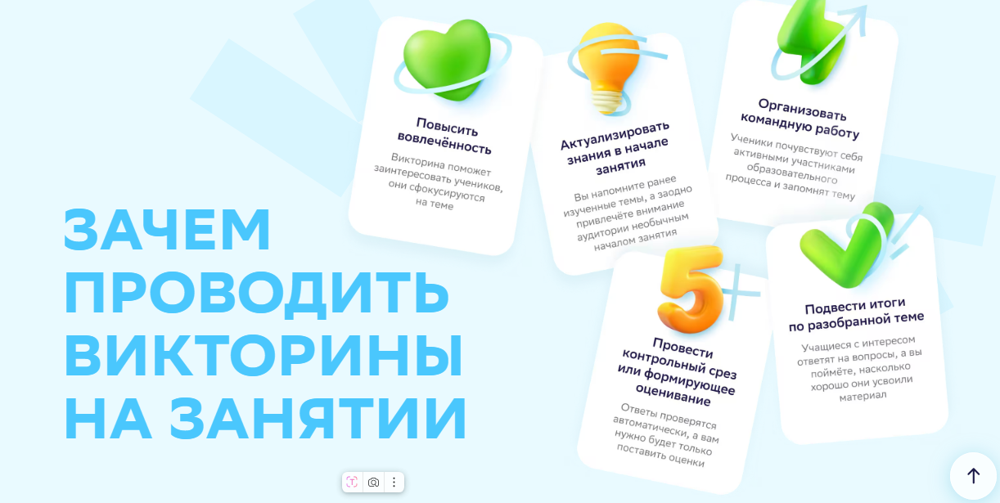 ЗАЧЕМ
ПРОВОДИТЬ
ВИКТОРИНЫ
НА ЗАНЯТИИ
Повысить
вовлечённость
Викторина поможет
заинтересовать учеников,
они сфокусируются
на теме
Актуализировать
знания в начале
занятия
Вы напомните ранее
изученные темы, а заодно
привлечёте внимание
аудитории необычным
началом занятия
Организовать
командную работу
Ученики почувствуют себя
активными участниками
образовательного
процесса и запомнят тему
5+
Провести
контрольный срез
или формирующее
оценивание
Ответы проверятся
автоматически, а вам
нужно будет только
поставить оценки
Подвести итоги
по разобранной теме
Учащиеся с интересом
ответят на вопросы, а вы
поймёте, насколько
хорошо они усвоили
материал
T